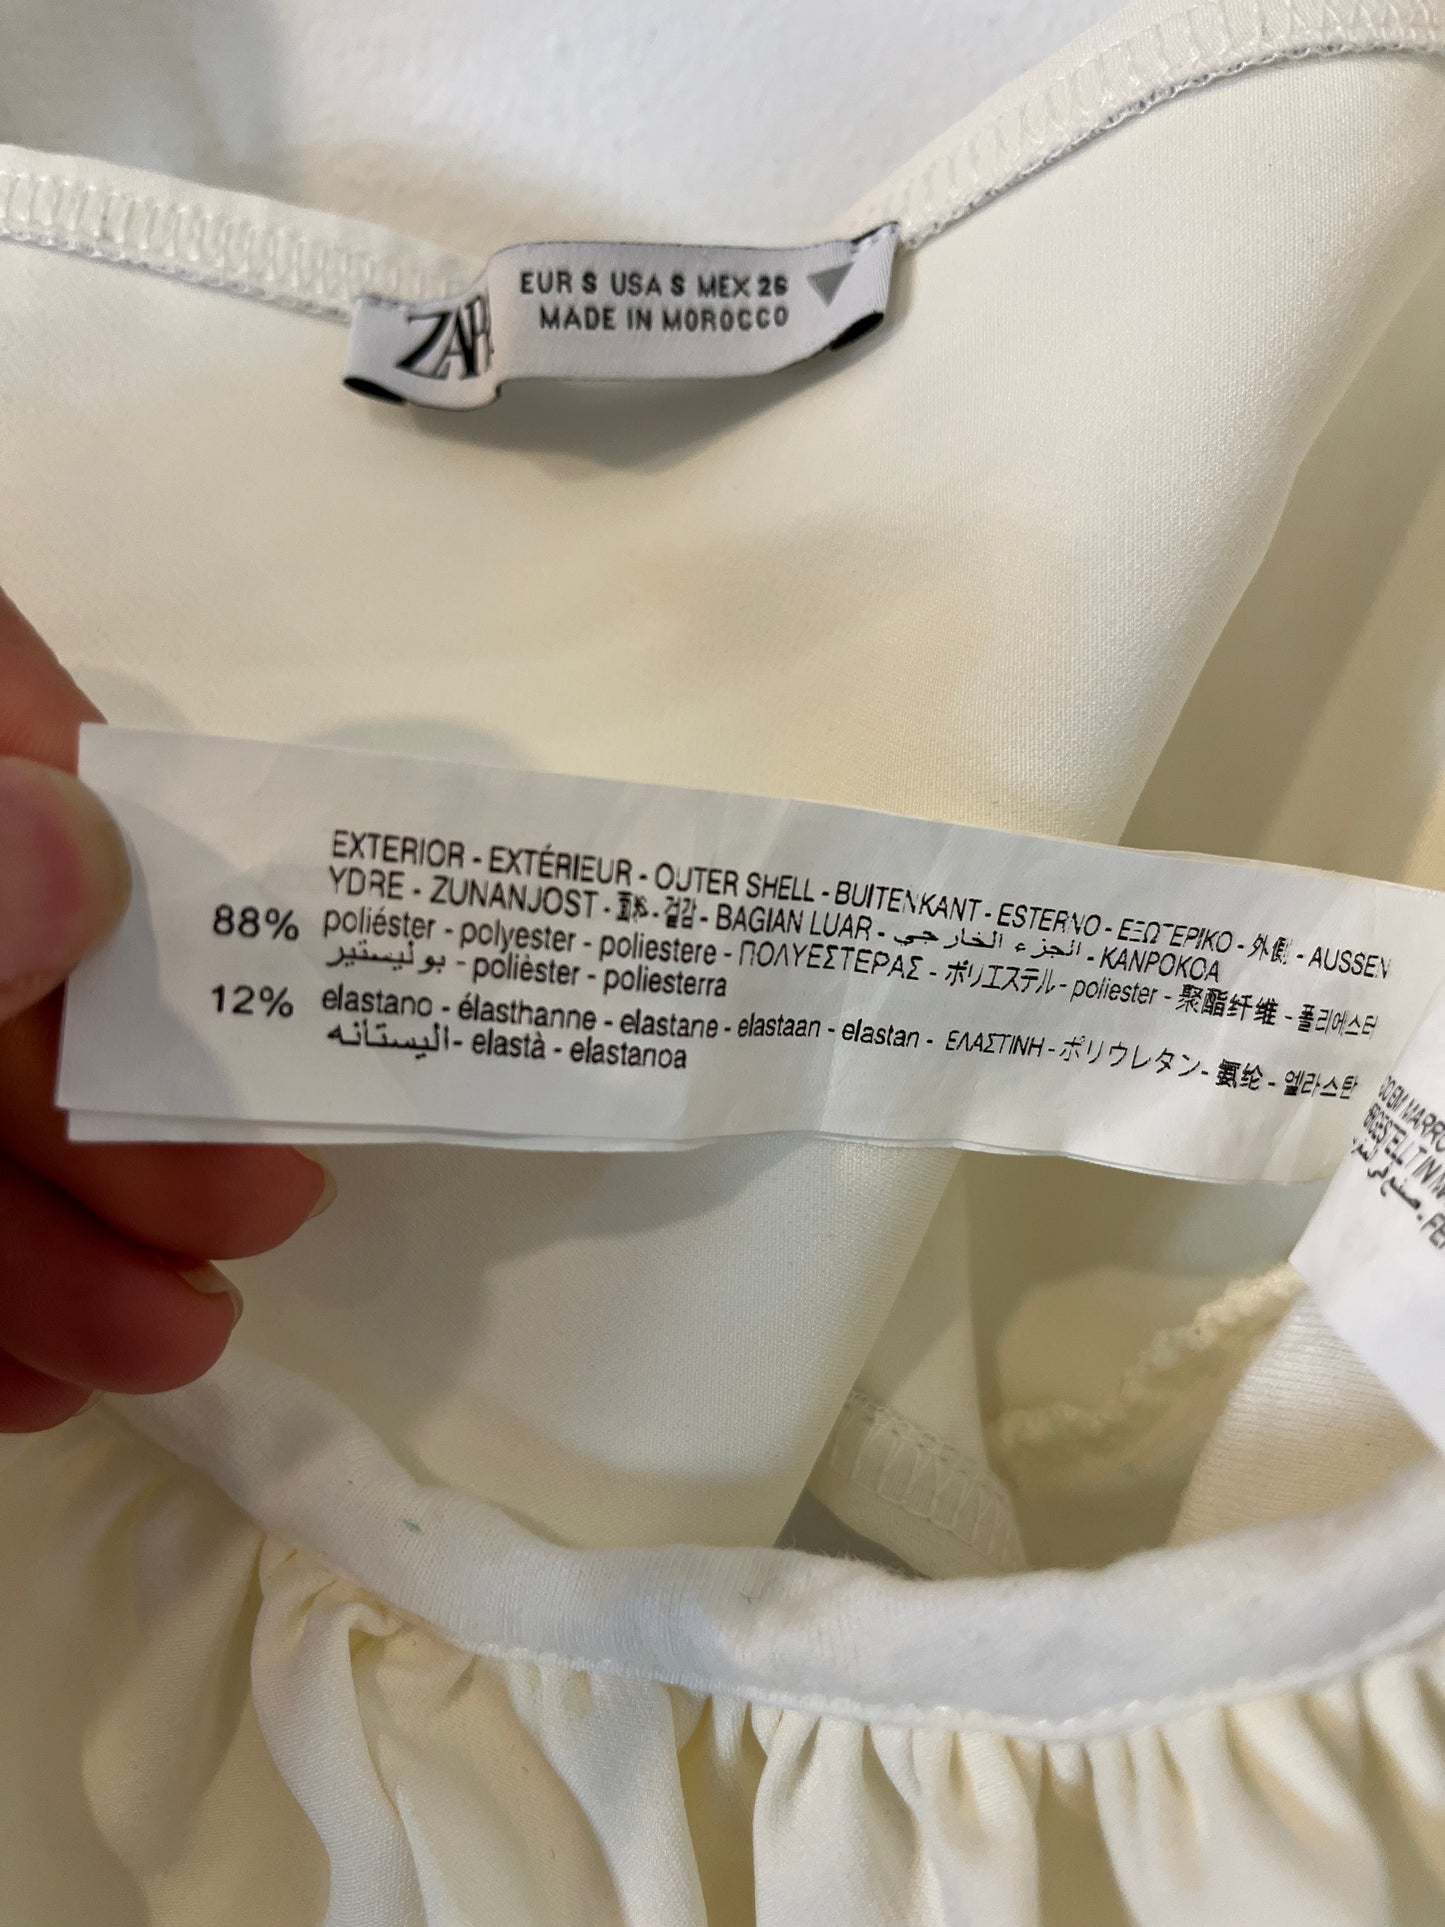 ZAR
EUR S USA S MEX 26
MADE IN MOROCCO
EXTERIOR - EXTÉRIEUR - OUTER SHELL - BUITENKANT - ESTERNO - ΕΞΩΤΕΡΙΚΟ - 外側 - AUSSEN
YDRE - ZUNANJOST - 겉감 - BAGIAN LUAR - الجزء الخارجي - KANPOKOA
88% poliéster - polyester - poliestere - ΠΟΛΥΕΣΤΕΡΑΣ - ポリエステル - poliester - 聚酯纤维 - 폴리에스터
بوليستير - polièster - poliesterra
12% elastano - élasthanne - elastane - elastaan - elastan - ΕΛΑΣΤΙΝΗ - ポリウレタン - 氨纶 - 엘라스탄
اليستانه - elastà - elastanoa